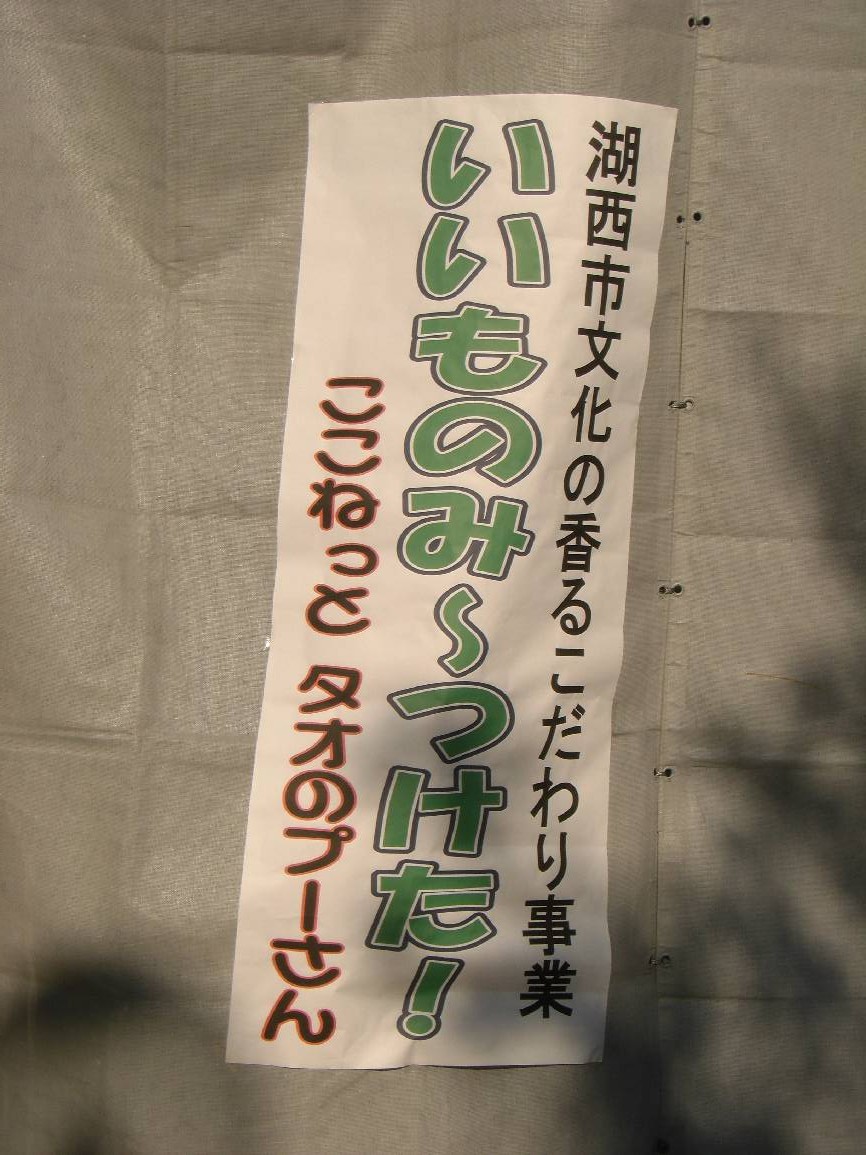 湖西市文化の香るこだわり事業
いいものみ～つけた！
ここねっと タオのプーさん